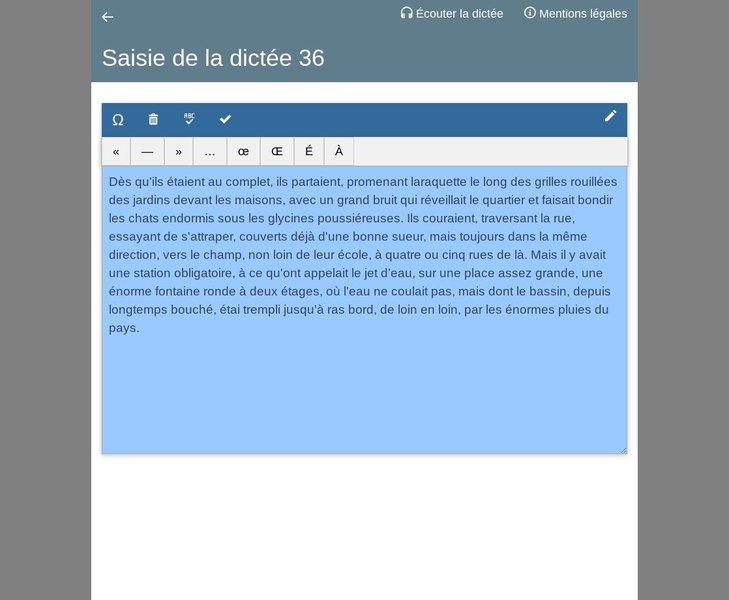 Écouter la dictée Mentions légales
Saisie de la dictée 36
ABC
« — » … œ Œ É À
Dès qu'ils étaient au complet, ils partaient, promenant laraquette le long des grilles rouillées
des jardins devant les maisons, avec un grand bruit qui réveillait le quartier et faisait bondir
les chats endormis sous les glycines poussiéreuses. Ils couraient, traversant la rue,
essayant de s'attraper, couverts déjà d'une bonne sueur, mais toujours dans la même
direction, vers le champ, non loin de leur école, à quatre ou cinq rues de là. Mais il y avait
une station obligatoire, à ce qu'ont appelait le jet d'eau, sur une place assez grande, une
énorme fontaine ronde à deux étages, où l'eau ne coulait pas, mais dont le bassin, depuis
longtemps bouché, étai trempli jusqu'à ras bord, de loin en loin, par les énormes pluies du
pays.